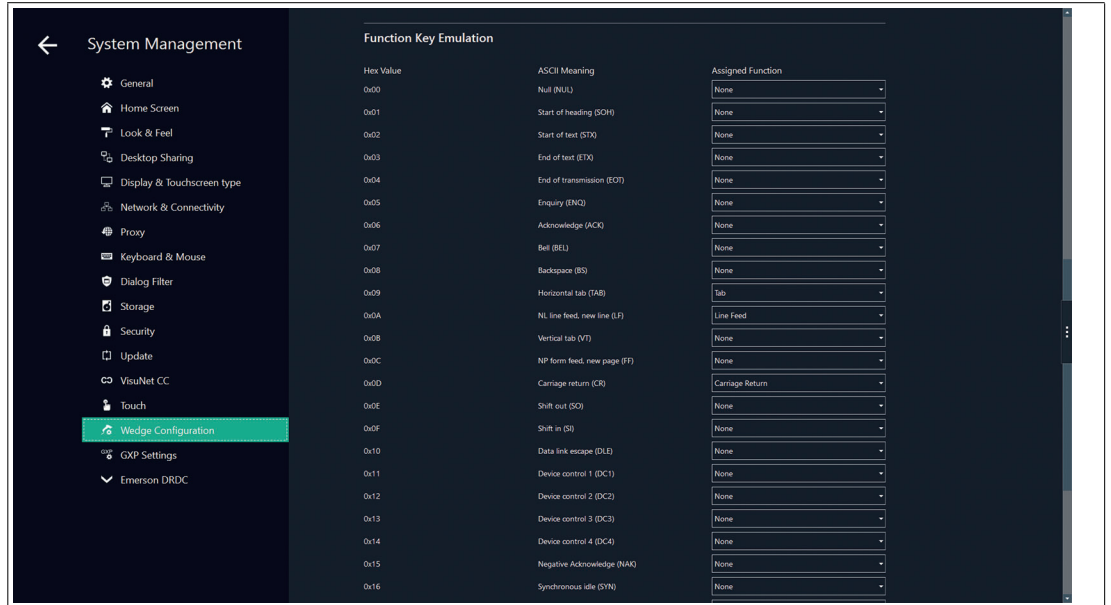 System Management
General
Home Screen
Look & Feel
Desktop Sharing
Display & Touchscreen type
Network & Connectivity
Proxy
Keyboard & Mouse
Dialog Filter
Storage
Security
Update
VisuNet CC
Touch
Wedge Configuration
GXP Settings
Emerson DRDC
Function Key Emulation
Hex Value ASCII Meaning Assigned Function
0x00 Null (NUL) None
0x01 Start of heading (SOH) None
0x02 Start of text (STX) None
0x03 End of text (ETX) None
0x04 End of transmission (EOT) None
0x05 Enquiry (ENQ) None
0x06 Acknowledge (ACK) None
0x07 Bell (BEL) None
0x08 Backspace (BS) None
0x09 Horizontal tab (TAB) Tab
0x0A NL line feed, new line (LF) Line Feed
0x0B Vertical tab (VT) None
0x0C NP form feed, new page (FF) None
0x0D Carriage return (CR) Carriage Return
0x0E Shift out (SO) None
0x0F Shift in (SI) None
0x10 Data link escape (DLE) None
0x11 Device control 1 (DC1) None
0x12 Device control 2 (DC2) None
0x13 Device control 3 (DC3) None
0x14 Device control 4 (DC4) None
0x15 Negative Acknowledge (NAK) None
0x16 Synchronous idle (SYN) None